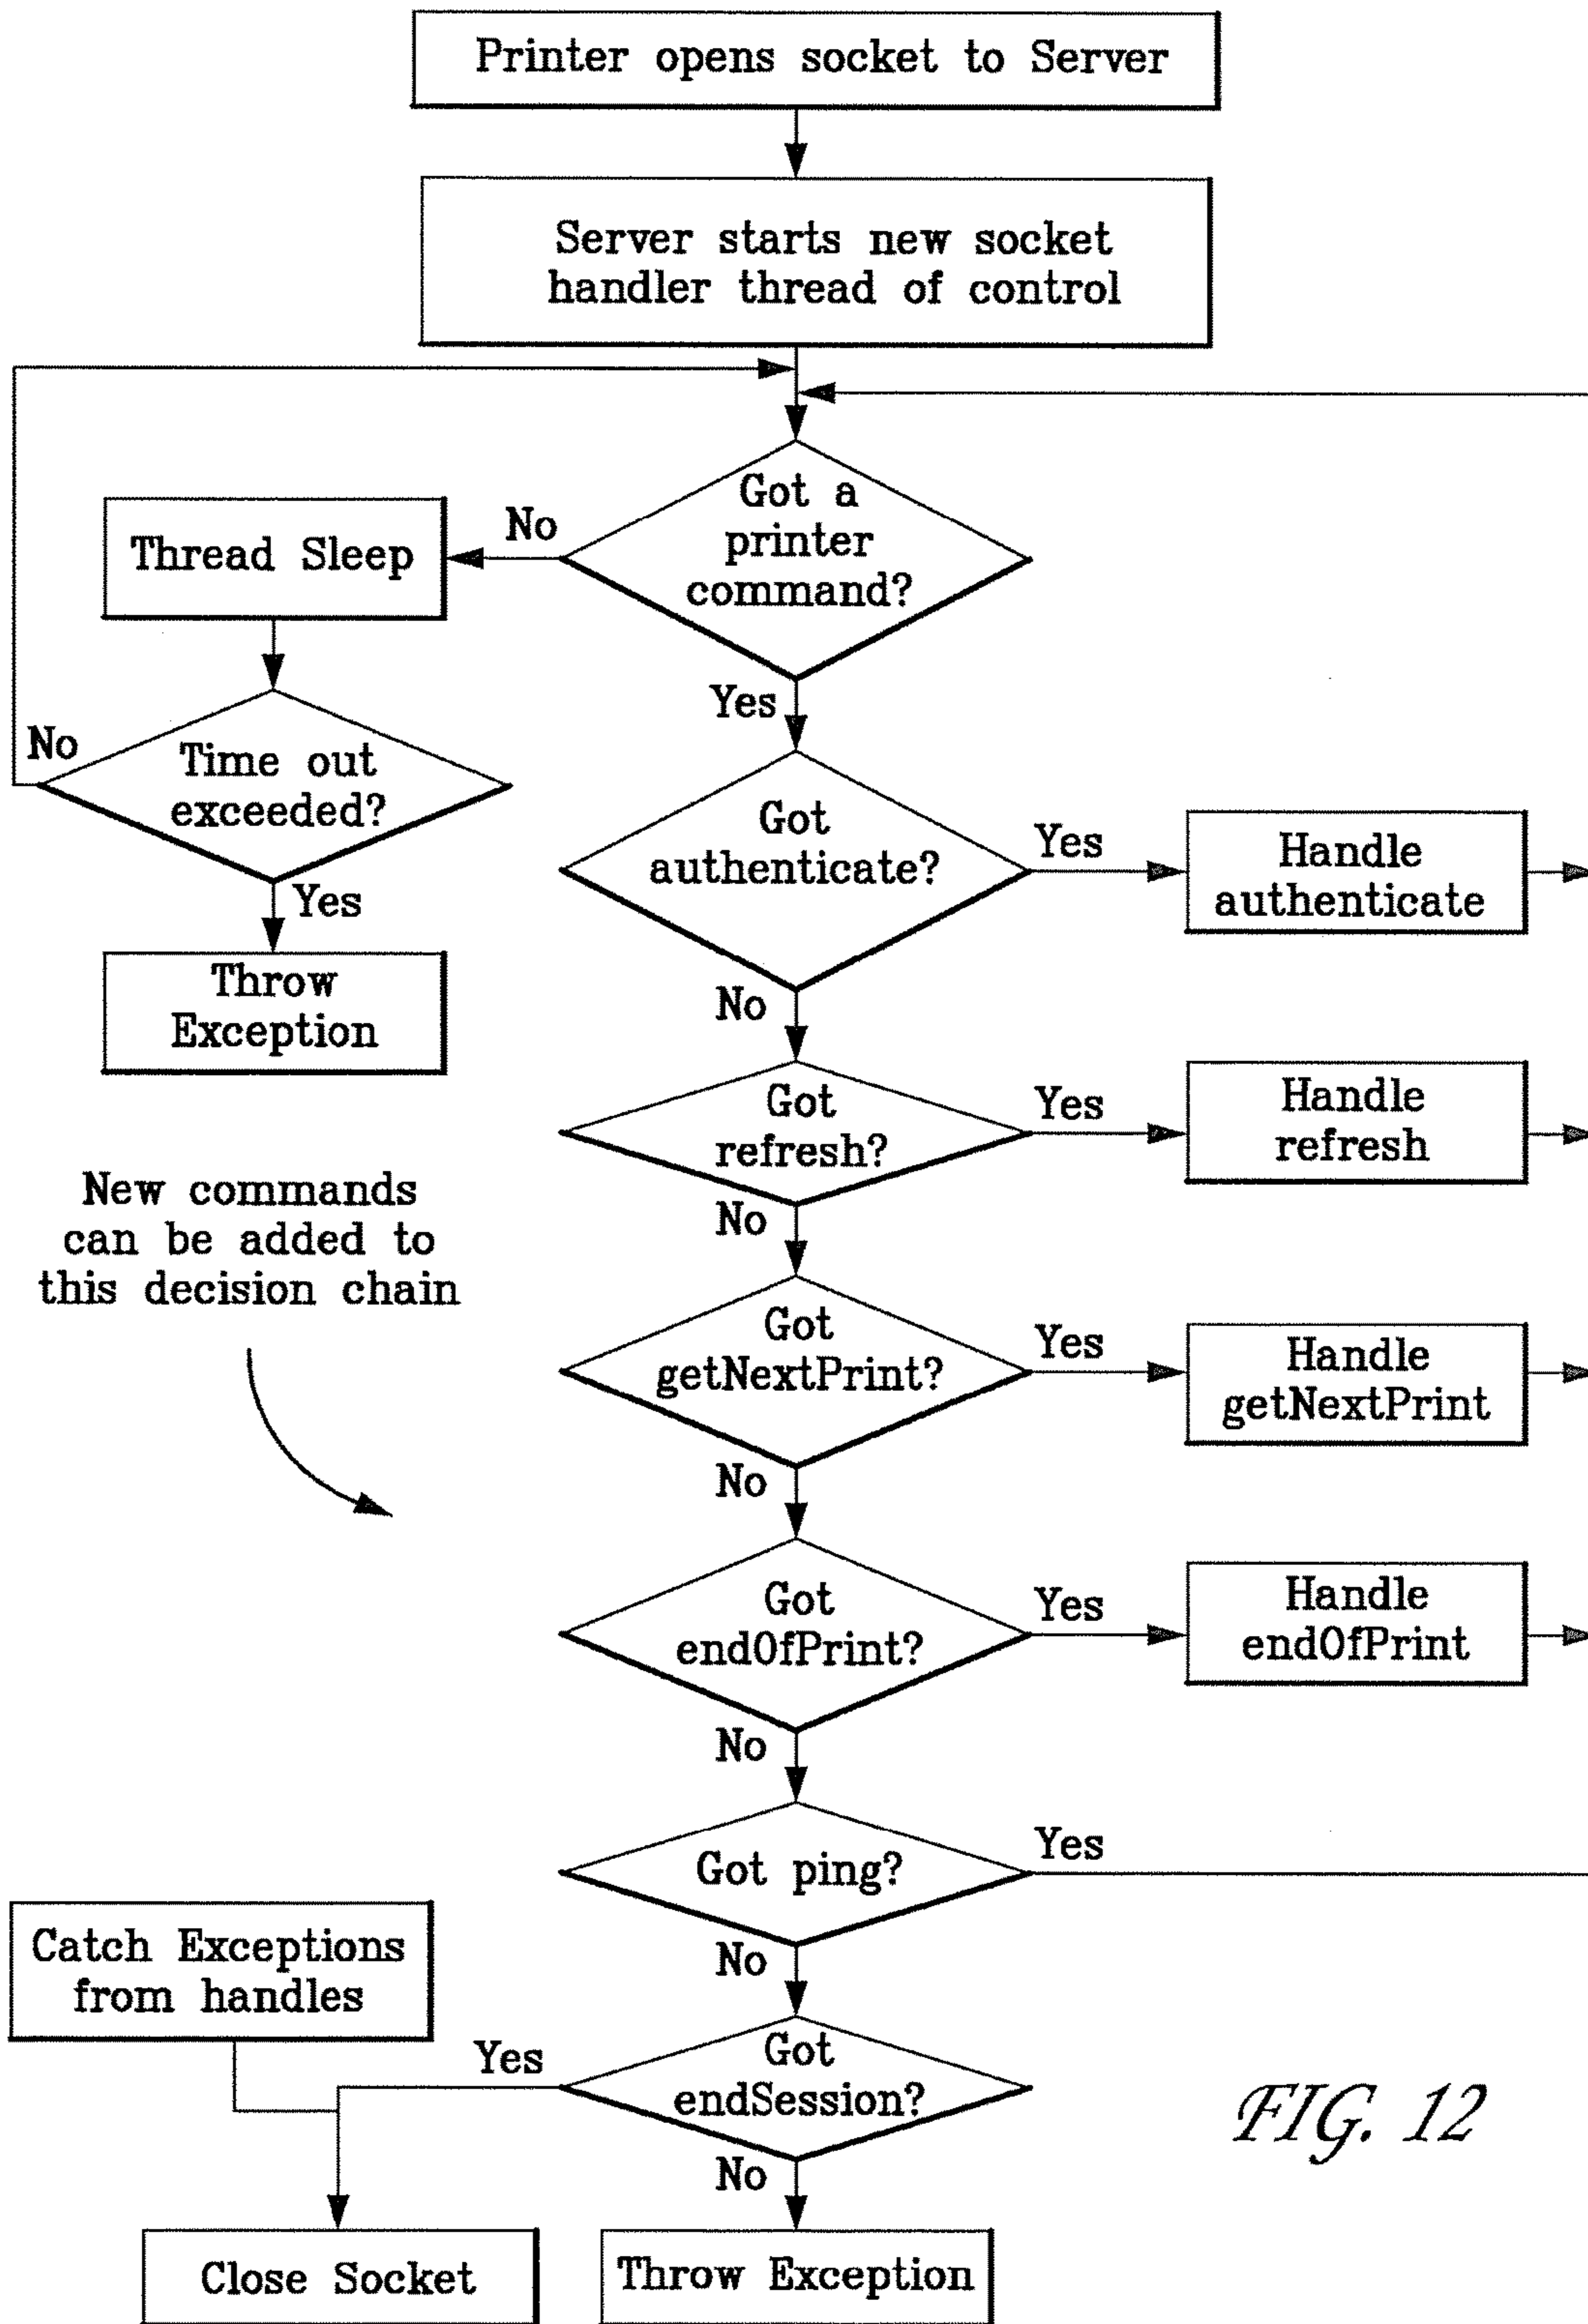 Printer opens socket to Server
Server starts new socket
handler thread of control
Got a
printer
command?
No
Thread Sleep
Yes
No
Time out
exceeded?
Yes
Throw
Exception
Got
authenticate?
Yes
Handle
authenticate
No
Got
refresh?
Yes
Handle
refresh
No
New commands
can be added to
this decision chain
Got
getNextPrint?
Yes
Handle
getNextPrint
No
Got
endOfPrint?
Yes
Handle
endOfPrint
No
Got ping?
Yes
No
Catch Exceptions
from handles
Yes
Got
endSession?
No
Close Socket
Throw Exception
FIG. 12